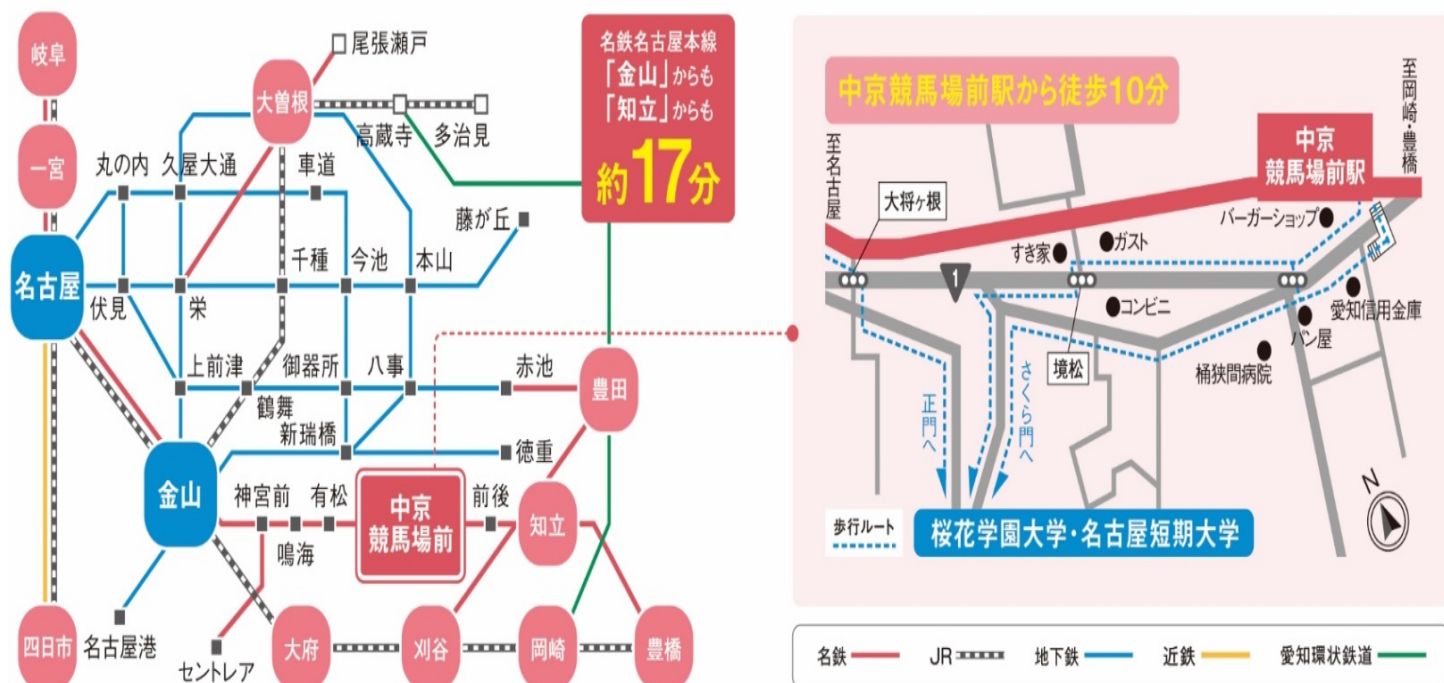 岐阜
一宮
名古屋
四日市
大曽根
尾張瀬戸
高蔵寺
多治見
丸の内
久屋大通
車道
藤が丘
伏見
栄
千種
今池
本山
上前津
鶴舞
御器所
八事
赤池
豊田
新瑞橋
徳重
金山
神宮前
鳴海
有松
中京
競馬場前
前後
知立
名古屋港
セントレア
大府
刈谷
岡崎
豊橋
名鉄名古屋本線
「金山」からも
「知立」からも
約17分
中京競馬場前駅から徒歩10分
至名古屋
至岡崎・豊橋
中京
競馬場前駅
大将ヶ根
バーガーショップ
ガスト
すき家
1
コンビニ
愛知信用金庫
パン屋
境松
桶狭間病院
正門へ
さくら門へ
N
歩行ルート
桜花学園大学・名古屋短期大学
名鉄
JR
地下鉄
近鉄
愛知環状鉄道